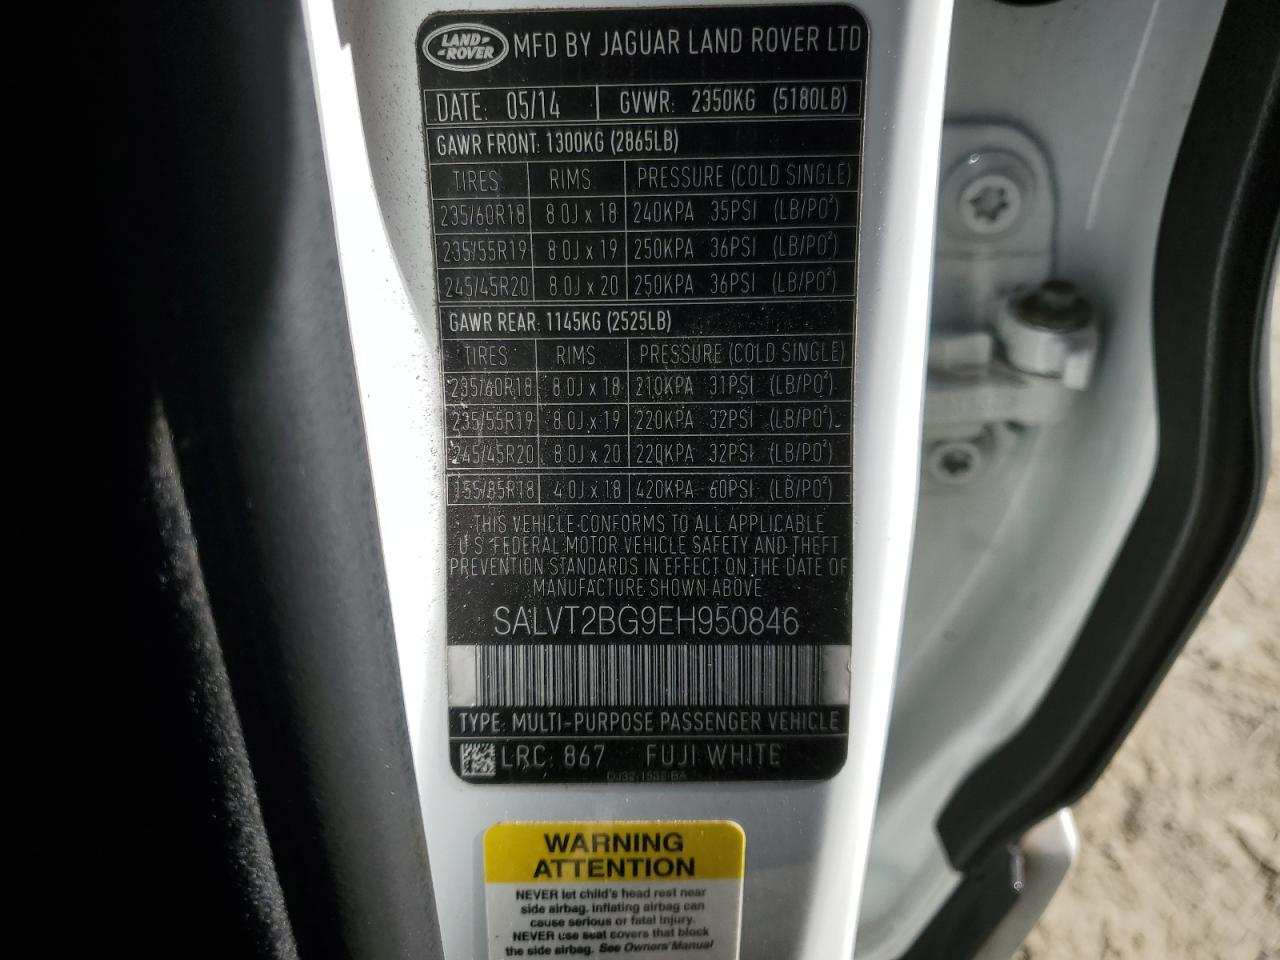 LAND-
-ROVER
MFD BY JAGUAR LAND ROVER LTD
DATE: 05/14 GVWR: 2350KG (5180LB)
GAWR FRONT: 1300KG (2865LB)
TIRES RIMS PRESSURE (COLD SINGLE)
235/60R18 8.0J x 18 240KPA 35PSI (LB/PO²)
235/55R19 8.0J x 19 250KPA 36PSI (LB/PO²)
245/45R20 8.0J x 20 250KPA 36PSI (LB/PO²)
GAWR REAR: 1145KG (2525LB)
TIRES RIMS PRESSURE (COLD SINGLE)
235/60R18 8.0J x 18 210KPA 31PSI (LB/PO²)
235/55R19 8.0J x 19 220KPA 32PSI (LB/PO²)
245/45R20 8.0J x 20 220KPA 32PSI (LB/PO²)
155/85R18 4.0J x 18 420KPA 60PSI (LB/PO²)
THIS VEHICLE CONFORMS TO ALL APPLICABLE
U.S. FEDERAL MOTOR VEHICLE SAFETY AND THEFT
PREVENTION STANDARDS IN EFFECT ON THE DATE OF
MANUFACTURE SHOWN ABOVE
SALVT2BG9EH950846
TYPE: MULTI-PURPOSE PASSENGER VEHICLE
LRC: 867 FUJI WHITE
DJ32-1532-BA
WARNING
ATTENTION
NEVER let child's head rest near
side airbag. inflating airbag can
cause serious or fatal injury.
NEVER use seat covers that block
the side airbag. See Owners' Manual